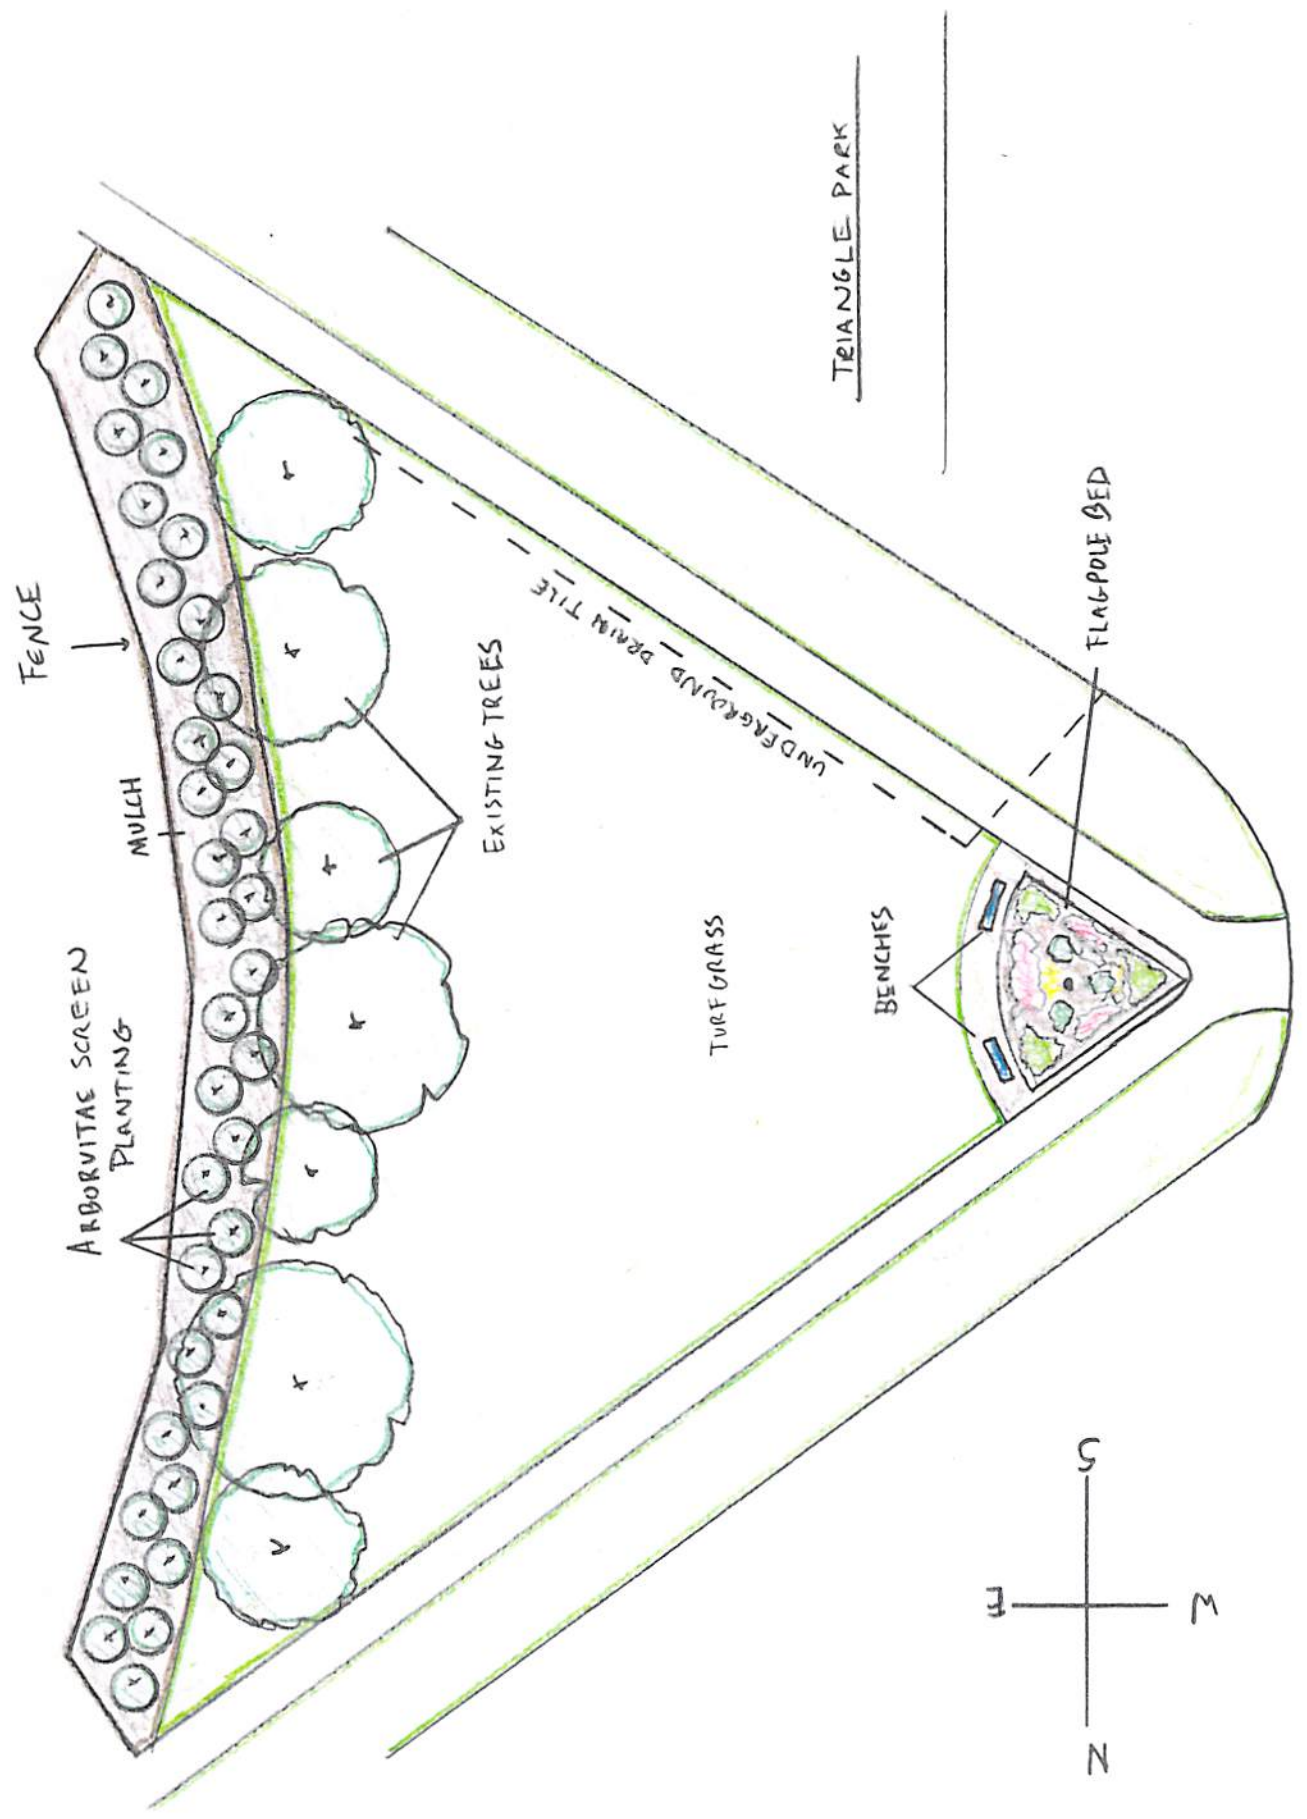 TRIANGLE PARK
FENCE
MULCH
ARBORVITAE SCREEN
PLANTING
EXISTING TREES
UNDERGROUND DRAIN TILE
TURFGRASS
BENCHES
FLAGPOLE BED
N
E
S
W